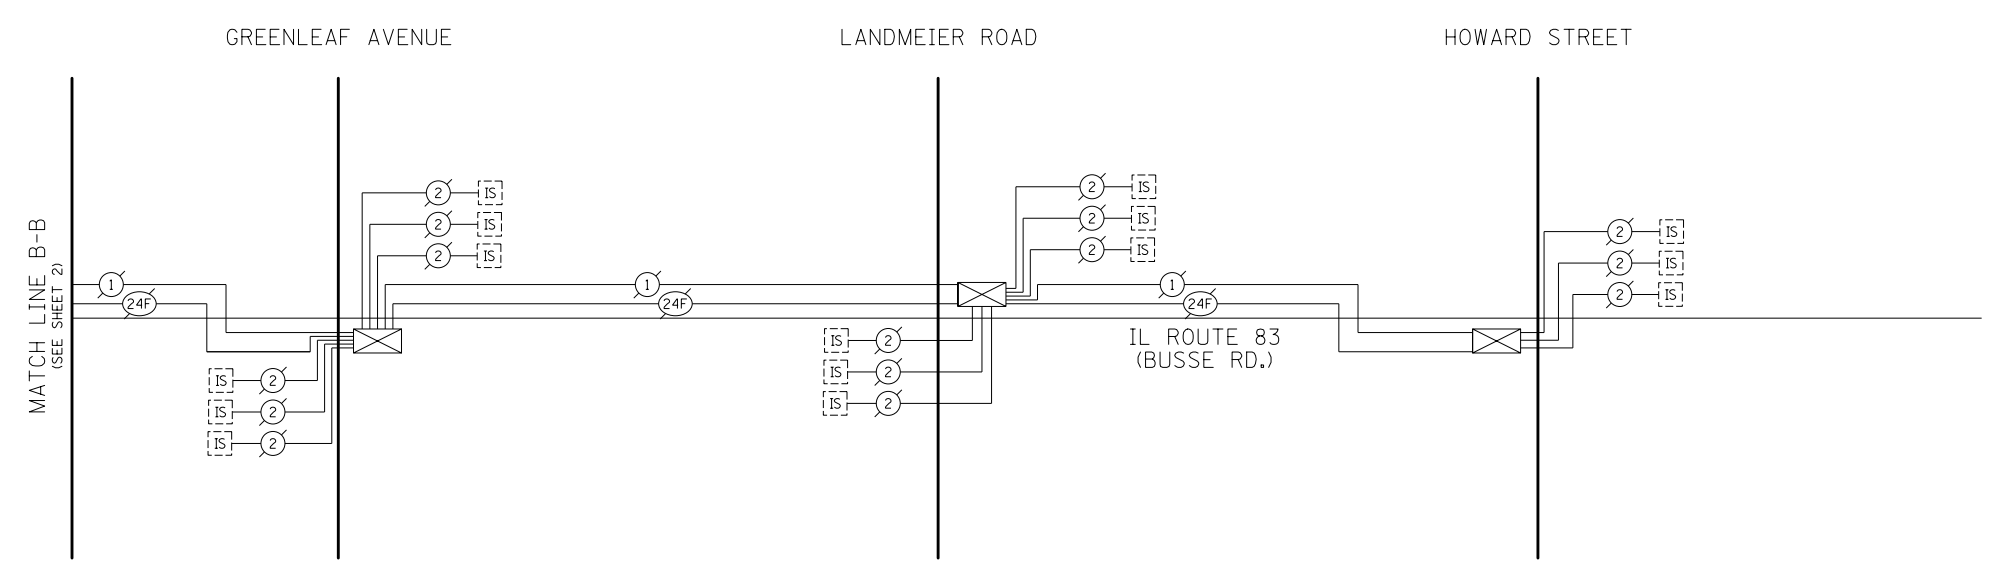 GREENLEAF AVENUE
LANDMEIER ROAD
HOWARD STREET
MATCH LINE B-B
(SEE SHEET 2)
1
24F
2 IS
2 IS
2 IS
IS 2
IS 2
IS 2
1
24F
2 IS
2 IS
2 IS
IS 2
IS 2
IS 2
1
24F
IL ROUTE 83
(BUSSE RD.)
2 IS
2 IS
2 IS